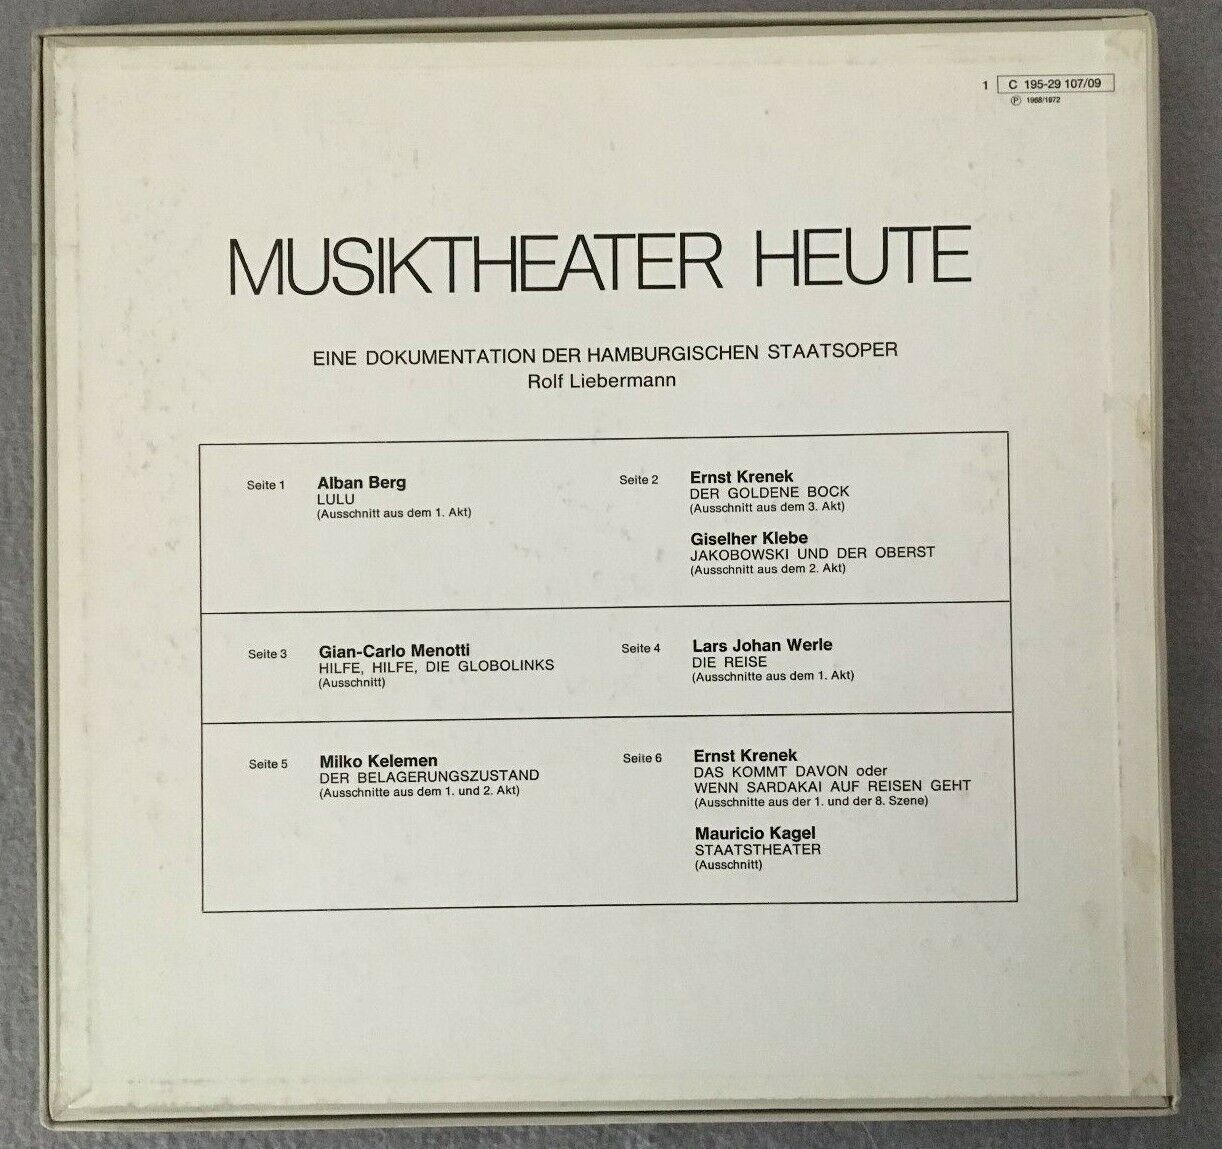 1 C 195-29 107/09
Ⓟ 1968/1972
MUSIKTHEATER HEUTE
EINE DOKUMENTATION DER HAMBURGISCHEN STAATSOPER
Rolf Liebermann
Seite 1 Alban Berg
LULU
(Ausschnitt aus dem 1. Akt)
Seite 2 Ernst Krenek
DER GOLDENE BOCK
(Ausschnitt aus dem 3. Akt)
Giselher Klebe
JAKOBOWSKI UND DER OBERST
(Ausschnitt aus dem 2. Akt)
Seite 3 Gian-Carlo Menotti
HILFE, HILFE, DIE GLOBOLINKS
(Ausschnitt)
Seite 4 Lars Johan Werle
DIE REISE
(Ausschnitte aus dem 1. Akt)
Seite 5 Milko Kelemen
DER BELAGERUNGSZUSTAND
(Ausschnitte aus dem 1. und 2. Akt)
Seite 6 Ernst Krenek
DAS KOMMT DAVON oder
WENN SARDAKAI AUF REISEN GEHT
(Ausschnitte aus der 1. und der 8. Szene)
Mauricio Kagel
STAATSTHEATER
(Ausschnitt)